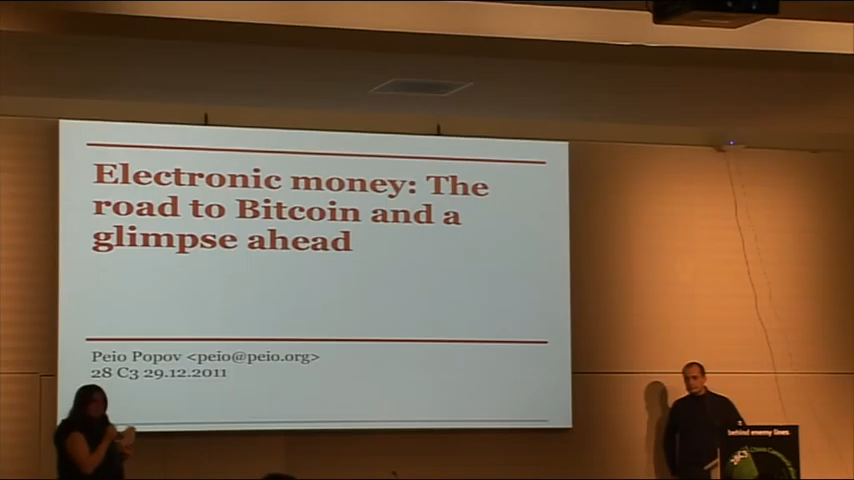 Electronic money: The
road to Bitcoin and a
glimpse ahead
Peio Popov <peio@peio.org>
28 C3 29.12.2011
behind enemy lines.